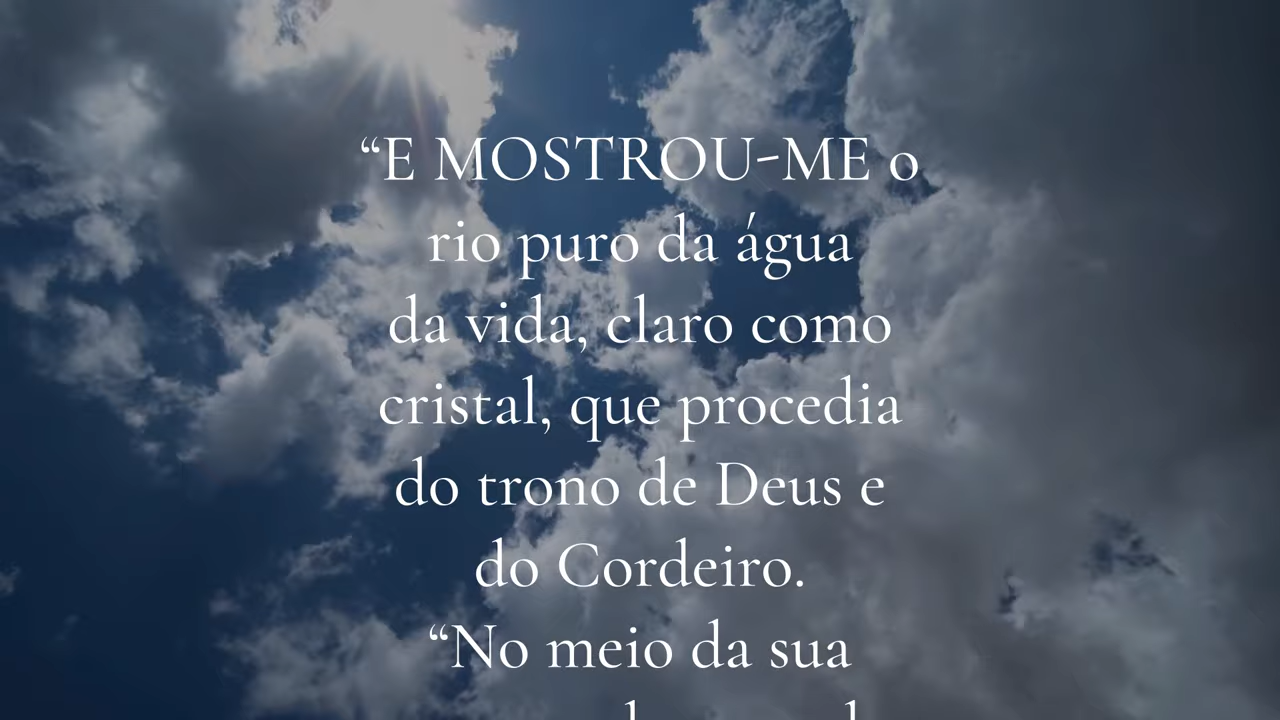 “E MOSTROU-ME o
rio puro da água
da vida, claro como
cristal, que procedia
do trono de Deus e
do Cordeiro.
“No meio da sua